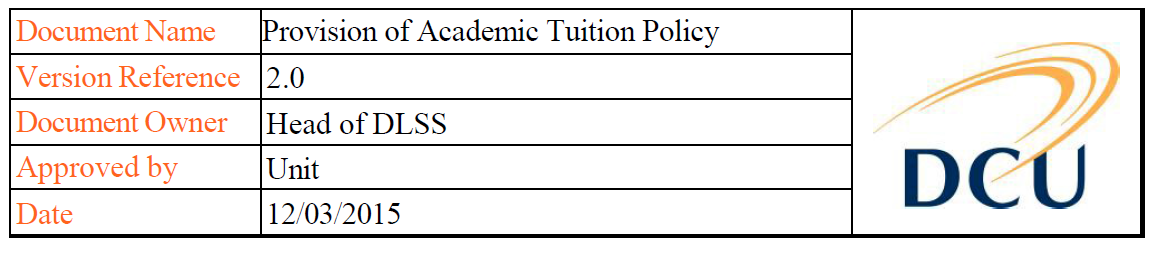 Document Name Provision of Academic Tuition Policy
Version Reference 2.0
Document Owner Head of DLSS
Approved by Unit
Date 12/03/2015
DCU